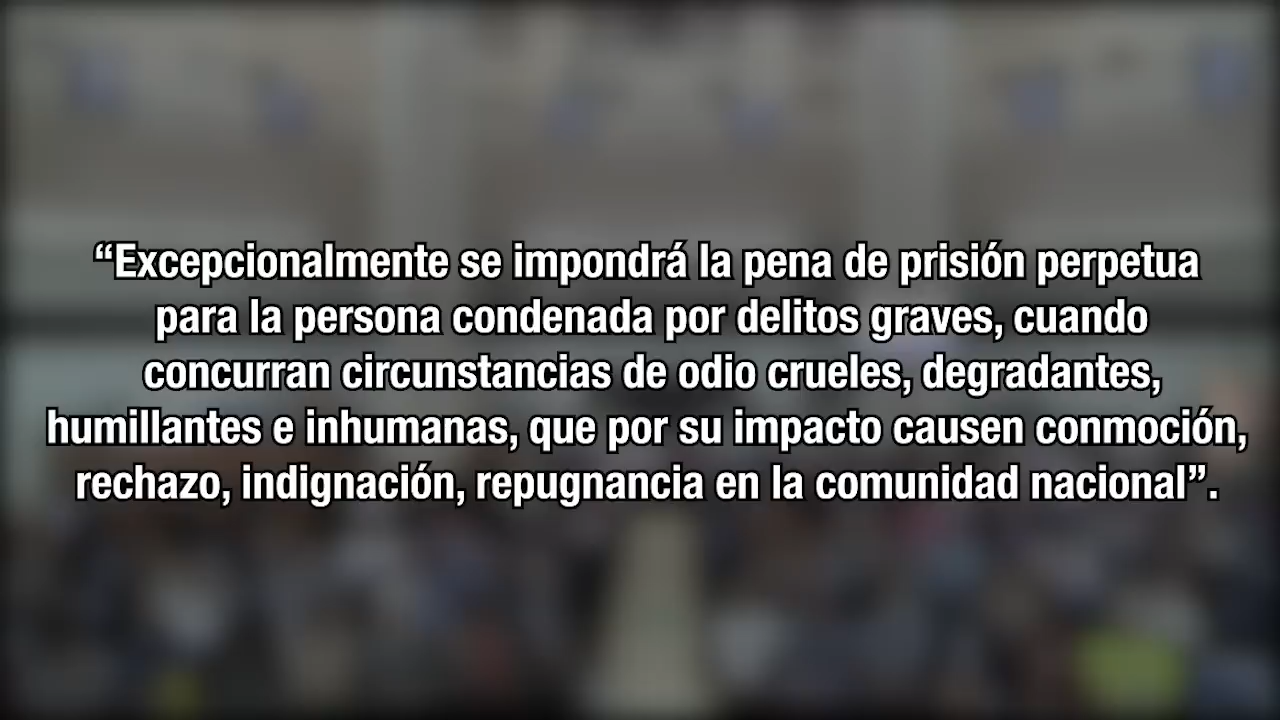 “Excepcionalmente se impondrá la pena de prisión perpetua
para la persona condenada por delitos graves, cuando
concurran circunstancias de odio crueles, degradantes,
humillantes e inhumanas, que por su impacto causen conmoción,
rechazo, indignación, repugnancia en la comunidad nacional”.